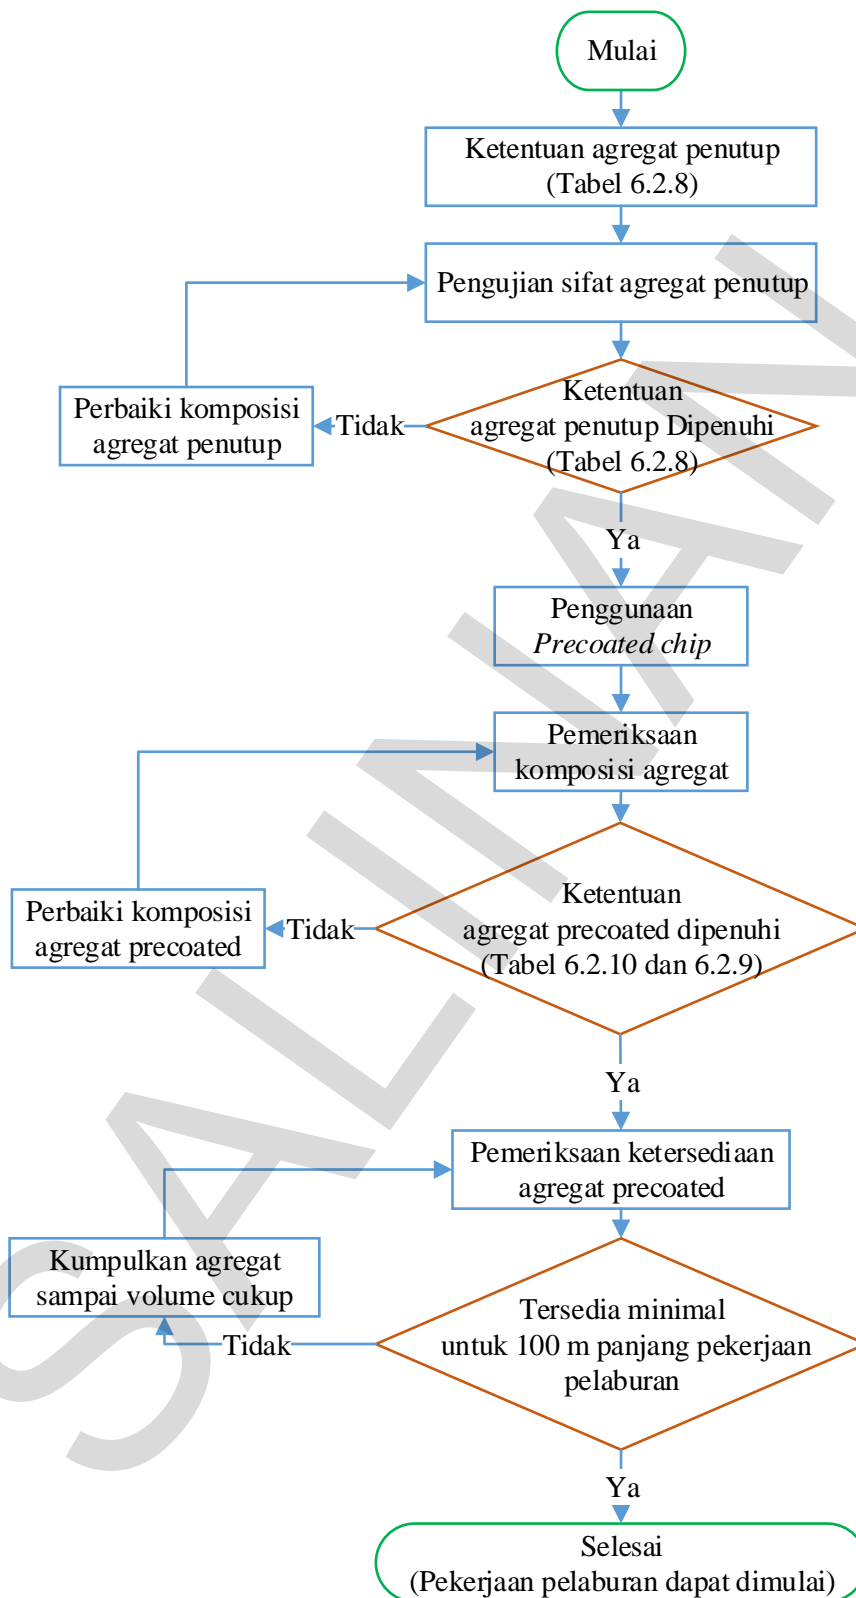 Mulai
Ketentuan agregat penutup
(Tabel 6.2.8)
Pengujian sifat agregat penutup
Ketentuan
agregat penutup Dipenuhi
(Tabel 6.2.8)
Tidak
Perbaiki komposisi
agregat penutup
Ya
Penggunaan
Precoated chip
Pemeriksaan
komposisi agregat
Ketentuan
agregat precoated dipenuhi
(Tabel 6.2.10 dan 6.2.9)
Tidak
Perbaiki komposisi
agregat precoated
Ya
Pemeriksaan ketersediaan
agregat precoated
Kumpulkan agregat
sampai volume cukup
Tersedia minimal
untuk 100 m panjang pekerjaan
pelaburan
Tidak
Ya
Selesai
(Pekerjaan pelaburan dapat dimulai)
SALINAN